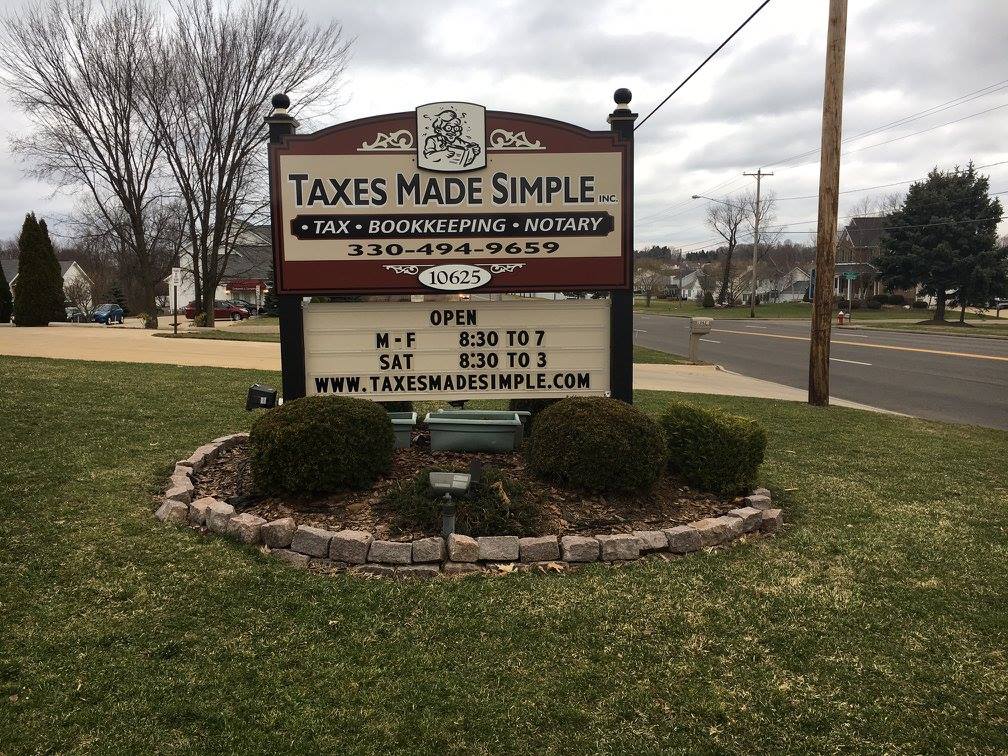 TAXES MADE SIMPLE INC.
• TAX • BOOKKEEPING • NOTARY
330-494-9659
10625
OPEN
M - F 8:30 TO 7
SAT 8:30 TO 3
WWW.TAXESMADESIMPLE.COM